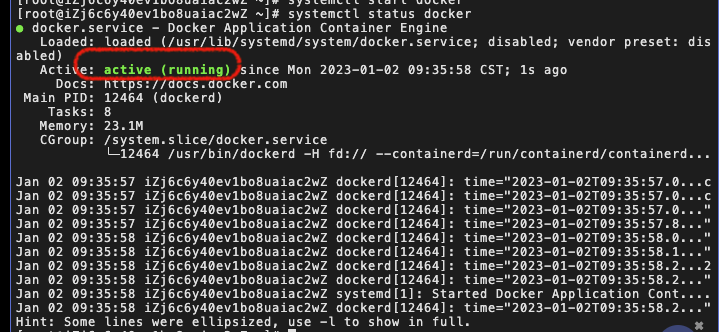 [root@iZj6c6y40ev1bo8uaiac2wZ ~]# systemctl start docker
[root@iZj6c6y40ev1bo8uaiac2wZ ~]# systemctl status docker
● docker.service - Docker Application Container Engine
Loaded: loaded (/usr/lib/systemd/system/docker.service; disabled; vendor preset: dis
abled)
Active: active (running) since Mon 2023-01-02 09:35:58 CST; 1s ago
Docs: https://docs.docker.com
Main PID: 12464 (dockerd)
Tasks: 8
Memory: 23.1M
CGroup: /system.slice/docker.service
└─12464 /usr/bin/dockerd -H fd:// --containerd=/run/containerd/containerd...
Jan 02 09:35:57 iZj6c6y40ev1bo8uaiac2wZ dockerd[12464]: time="2023-01-02T09:35:57.0...c
Jan 02 09:35:57 iZj6c6y40ev1bo8uaiac2wZ dockerd[12464]: time="2023-01-02T09:35:57.0...c
Jan 02 09:35:57 iZj6c6y40ev1bo8uaiac2wZ dockerd[12464]: time="2023-01-02T09:35:57.0..."
Jan 02 09:35:57 iZj6c6y40ev1bo8uaiac2wZ dockerd[12464]: time="2023-01-02T09:35:57.8..."
Jan 02 09:35:58 iZj6c6y40ev1bo8uaiac2wZ dockerd[12464]: time="2023-01-02T09:35:58.0..."
Jan 02 09:35:58 iZj6c6y40ev1bo8uaiac2wZ dockerd[12464]: time="2023-01-02T09:35:58.1..."
Jan 02 09:35:58 iZj6c6y40ev1bo8uaiac2wZ dockerd[12464]: time="2023-01-02T09:35:58.2...2
Jan 02 09:35:58 iZj6c6y40ev1bo8uaiac2wZ dockerd[12464]: time="2023-01-02T09:35:58.2..."
Jan 02 09:35:58 iZj6c6y40ev1bo8uaiac2wZ systemd[1]: Started Docker Application Cont....
Jan 02 09:35:58 iZj6c6y40ev1bo8uaiac2wZ dockerd[12464]: time="2023-01-02T09:35:58.2..."
Hint: Some lines were ellipsized, use -l to show in full.